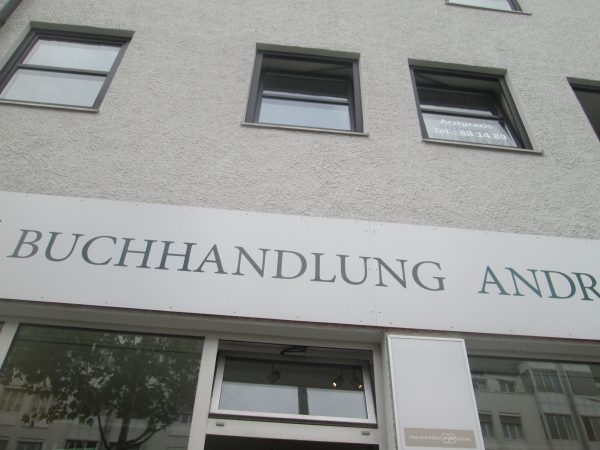 Arztpraxis
Tel.: 88 14 89
BUCHHANDLUNG ANDR